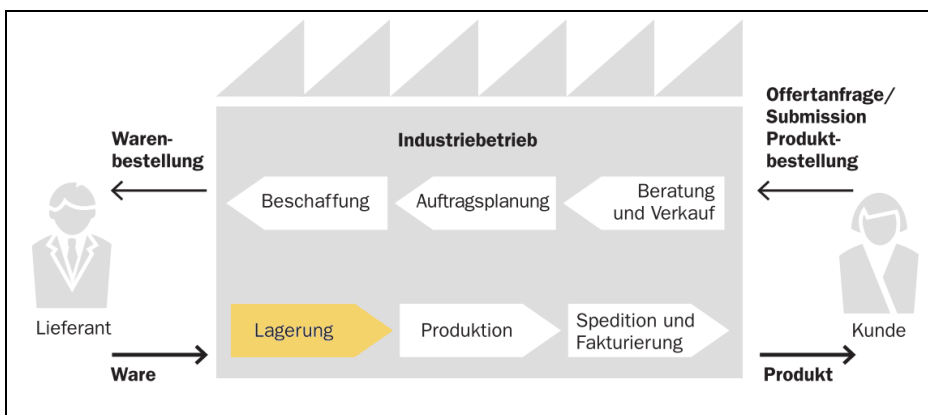 Offertanfrage/
Submission
Produkt-
bestellung
Waren-
bestellung
Industriebetrieb
Beschaffung
Auftragsplanung
Beratung
und Verkauf
Lieferant
Lagerung
Produktion
Spedition und
Fakturierung
Kunde
Ware
Produkt